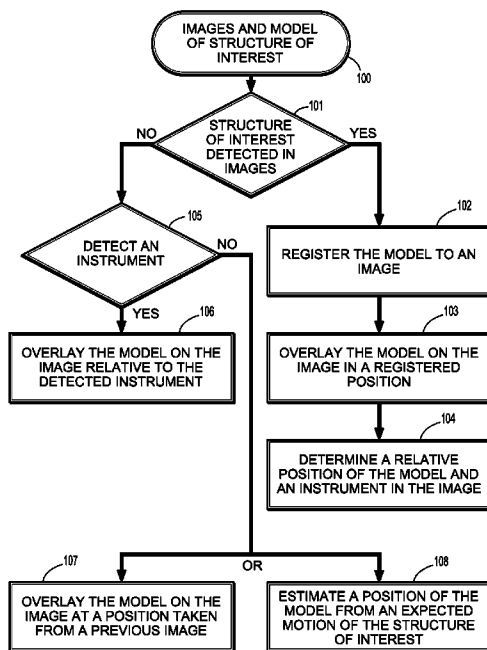 IMAGES AND MODEL
OF STRUCTURE OF
INTEREST
100
101
NO
STRUCTURE
OF INTEREST
DETECTED IN
IMAGES
YES
105
DETECT AN
INSTRUMENT
NO
102
REGISTER THE MODEL TO AN
IMAGE
YES
106
OVERLAY THE MODEL ON THE
IMAGE RELATIVE TO THE
DETECTED INSTRUMENT
103
OVERLAY THE MODEL ON THE
IMAGE IN A REGISTERED
POSITION
104
DETERMINE A RELATIVE
POSITION OF THE MODEL AND
AN INSTRUMENT IN THE IMAGE
OR
107
OVERLAY THE MODEL ON THE
IMAGE AT A POSITION TAKEN
FROM A PREVIOUS IMAGE
108
ESTIMATE A POSITION OF THE
MODEL FROM AN EXPECTED
MOTION OF THE STRUCTURE
OF INTEREST